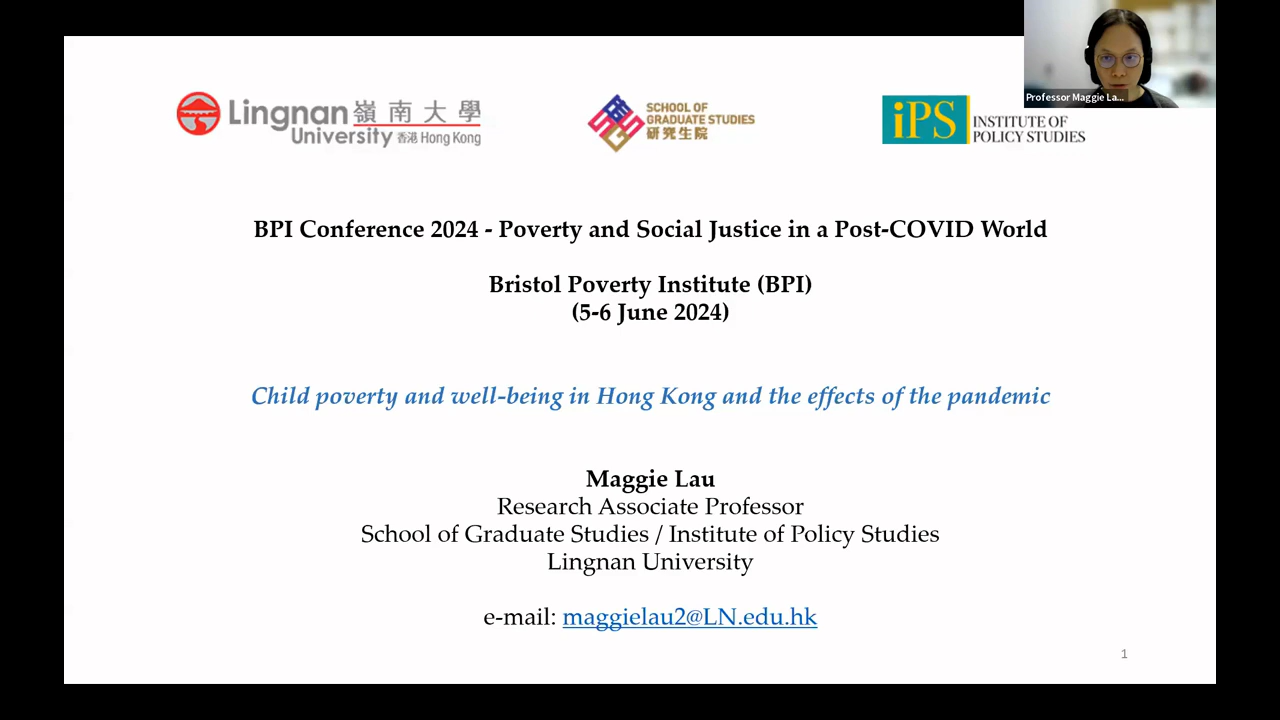 Professor Maggie La...
Lingnan 嶺南大學
University 香港 Hong Kong
SCHOOL OF
GRADUATE STUDIES
研究生院
iPS
INSTITUTE OF
POLICY STUDIES
BPI Conference 2024 - Poverty and Social Justice in a Post-COVID World
Bristol Poverty Institute (BPI)
(5-6 June 2024)
Child poverty and well-being in Hong Kong and the effects of the pandemic
Maggie Lau
Research Associate Professor
School of Graduate Studies / Institute of Policy Studies
Lingnan University
e-mail: maggielau2@LN.edu.hk
1